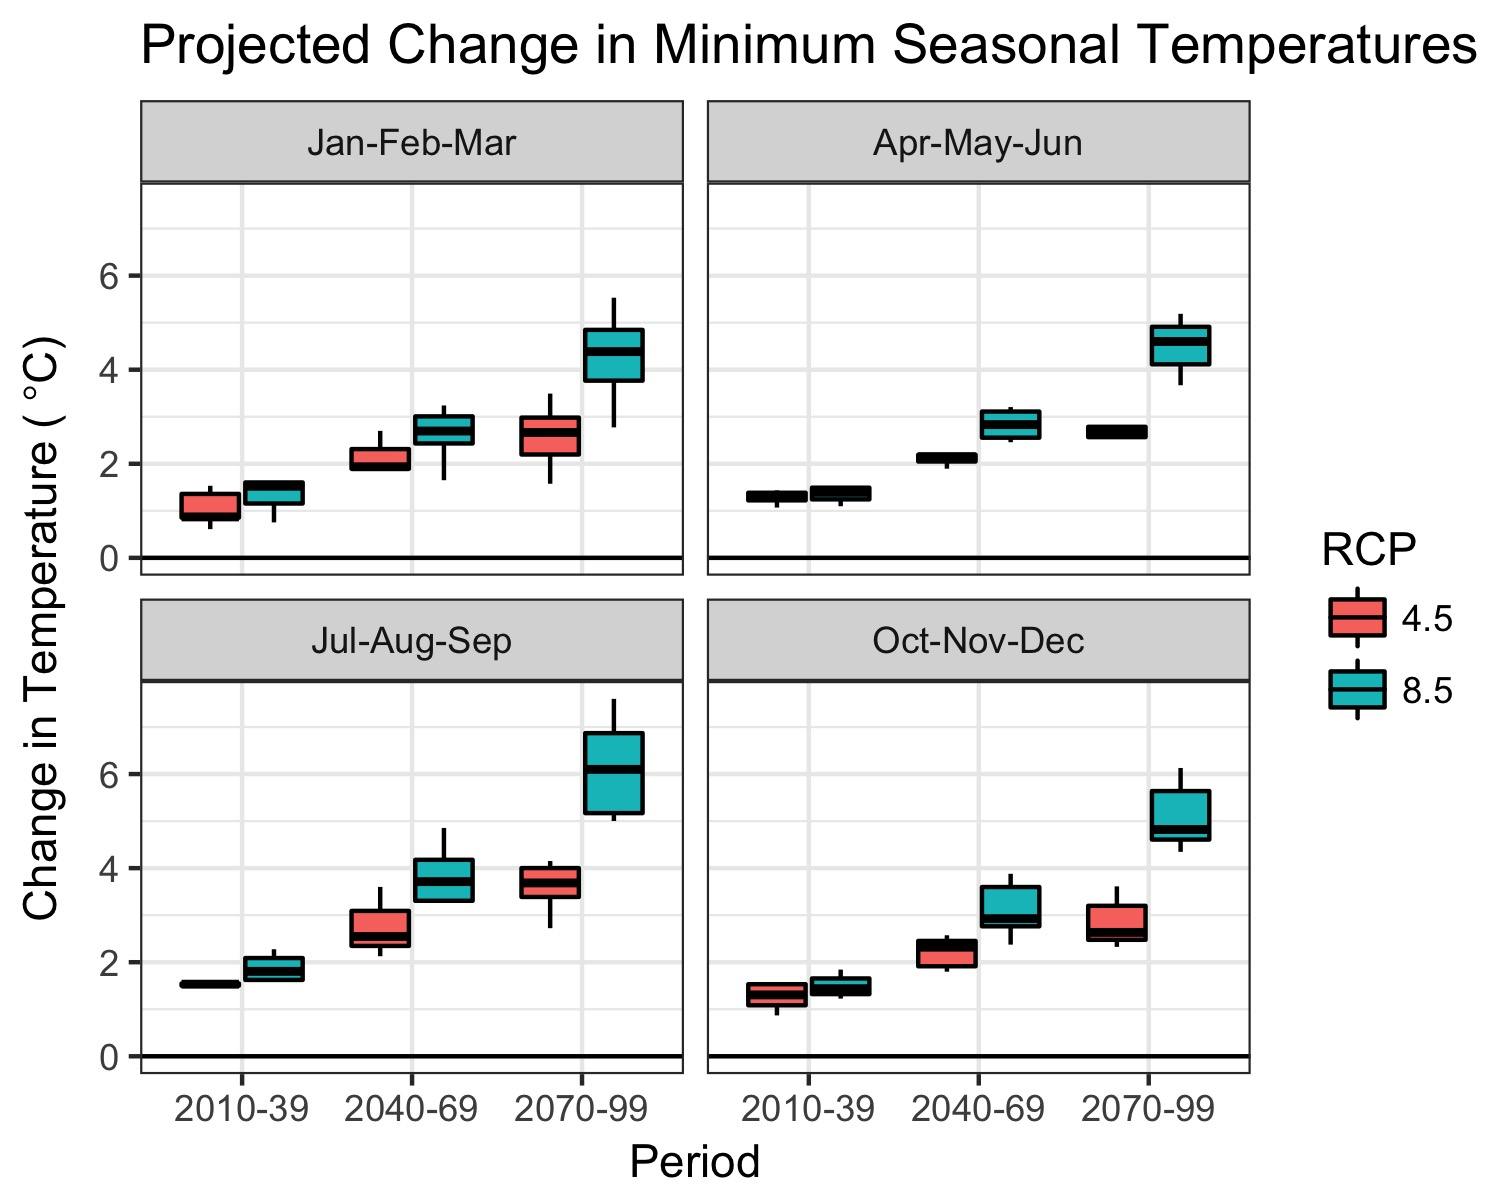 Projected Change in Minimum Seasonal Temperatures
Jan-Feb-Mar
Apr-May-Jun
6
4
2
0
Jul-Aug-Sep
Oct-Nov-Dec
6
4
2
0
2010-39
2040-69
2070-99
2010-39
2040-69
2070-99
Period
Change in Temperature ( °C)
RCP
4.5
8.5